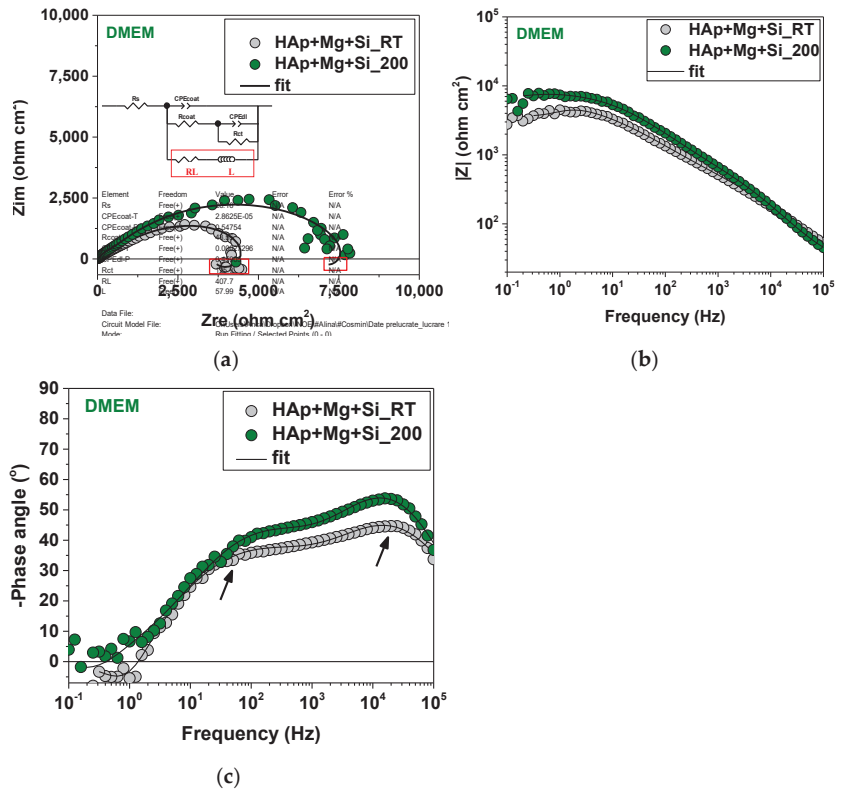 10,000
DMEM
HAp+Mg+Si_RT
HAp+Mg+Si_200
fit
7,500
Rs
CPEcoat
Rcoat
CPEdl
Rct
RL
L
5,000
2,500
0
Zim (ohm cm²)
Element Freedom Value Error Error %
Rs Free(+) N/A N/A
CPEcoat-T Free(+) 2.8625E-05 N/A N/A
Free(+) 0.54754 N/A N/A
Free(+) N/A N/A
Free(+) N/A N/A
Free(+) N/A N/A
Rct Free(+) N/A N/A
RL Free(+) 407.7 N/A N/A
L Free(+) 57.99 N/A N/A
0 2,500 5,000 7,500 10,000
Zre (ohm cm²)
Data File:
Circuit Model File:
Mode: Run Fitting / Selected Points (0 - 0)
(a)
10⁵
DMEM
HAp+Mg+Si_RT
HAp+Mg+Si_200
fit
10⁴
10³
10²
|Z| (ohm cm²)
10⁻¹ 10⁰ 10¹ 10² 10³ 10⁴ 10⁵
Frequency (Hz)
(b)
90
DMEM
HAp+Mg+Si_RT
HAp+Mg+Si_200
fit
80
70
60
50
40
30
20
10
0
-Phase angle (°)
10⁻¹ 10⁰ 10¹ 10² 10³ 10⁴ 10⁵
Frequency (Hz)
(c)